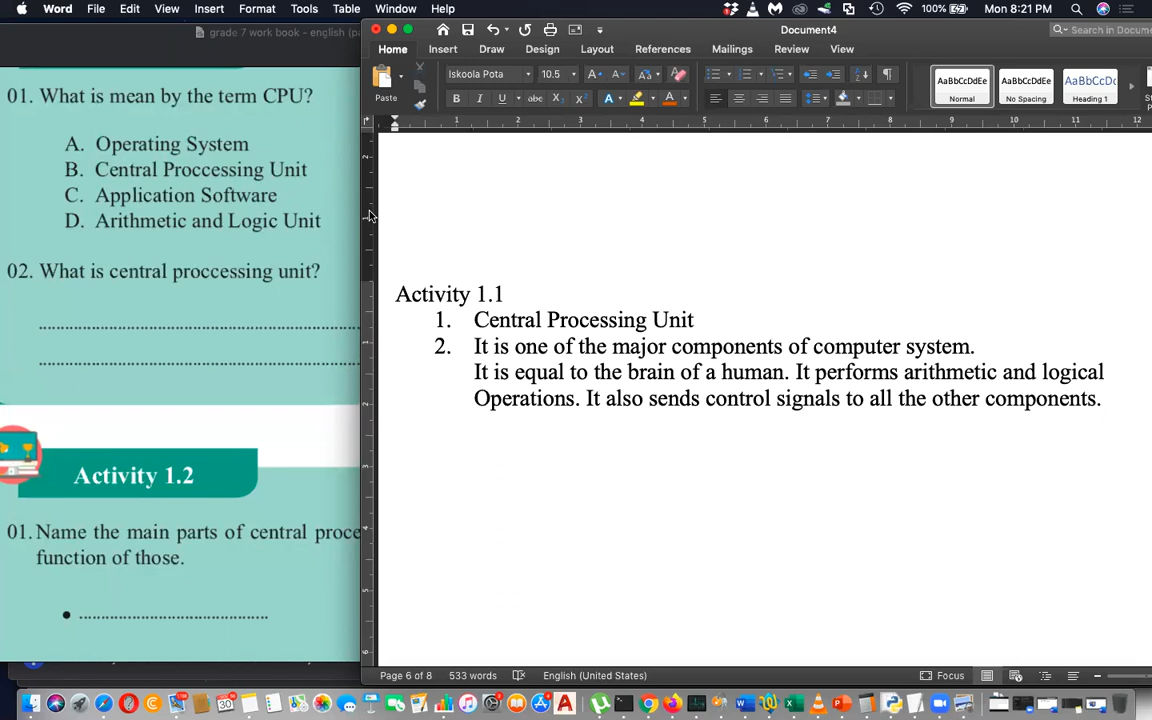 Word File Edit View Insert Format Tools Table Window Help 100% Mon 8:21 PM
grade 7 work book - english (pa
Document4
Search in Docume
Home Insert Draw Design Layout References Mailings Review View
Paste
Iskoola Pota 10.5
AaBbCcDdEe AaBbCcDdEe AaBbCcDc
Normal No Spacing Heading 1
01. What is mean by the term CPU?
A. Operating System
B. Central Proccessing Unit
C. Application Software
D. Arithmetic and Logic Unit
02. What is central proccessing unit?
Activity 1.2
01. Name the main parts of central proce
function of those.
Activity 1.1
1. Central Processing Unit
2. It is one of the major components of computer system.
It is equal to the brain of a human. It performs arithmetic and logical
Operations. It also sends control signals to all the other components.
Page 6 of 8 533 words English (United States) Focus